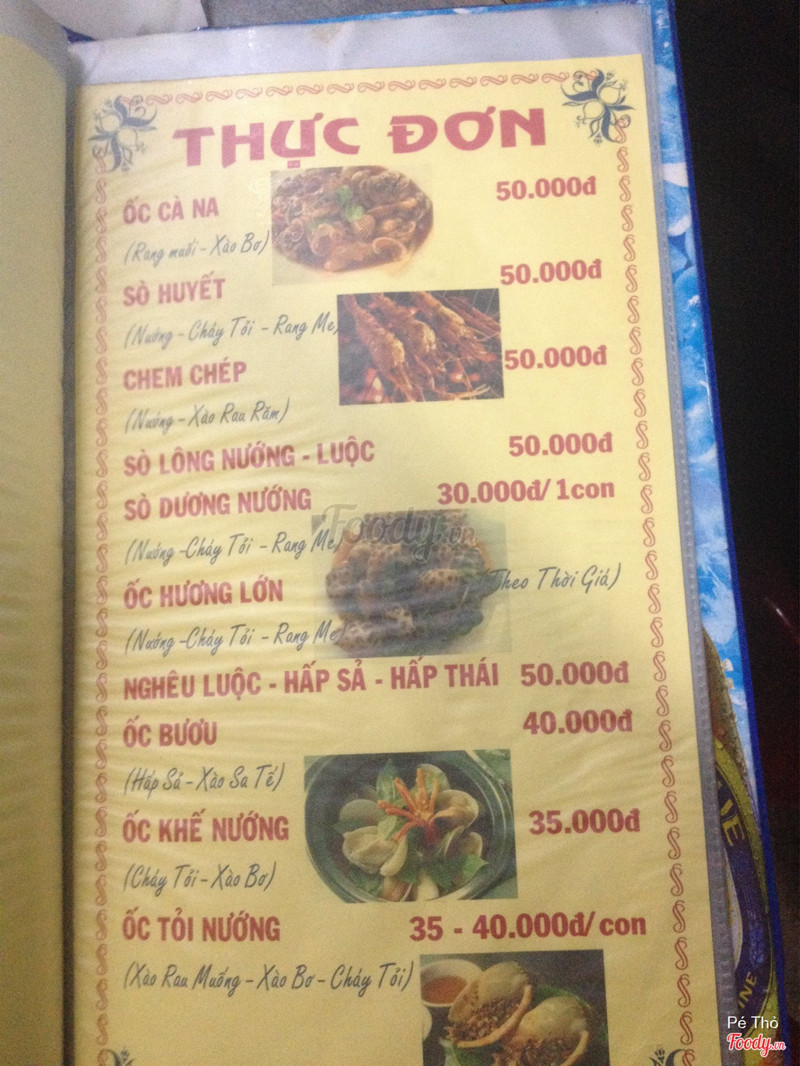 THỰC ĐƠN
ỐC CÀ NA 50.000đ
(Rang muối - Xào Bơ)
SÒ HUYẾT 50.000đ
(Nướng - Cháy Tỏi - Rang Me)
CHEM CHÉP 50.000đ
(Nướng - Xào Rau Răm)
SÒ LÔNG NƯỚNG - LUỘC 50.000đ
SÒ DƯƠNG NƯỚNG 30.000đ/ 1con
(Nướng -Cháy Tỏi - Rang Me)
Foody.vn
ỐC HƯƠNG LỚN (Theo Thời Giá)
(Nướng -Cháy Tỏi - Rang Me)
NGHÊU LUỘC - HẤP SẢ - HẤP THÁI 50.000đ
ỐC BƯƠU 40.000đ
(Hấp Sả - Xào Sa Tế)
ỐC KHẾ NƯỚNG 35.000đ
(Cháy Tỏi - Xào Bơ)
ỐC TỎI NƯỚNG 35 - 40.000đ/ con
(Xào Rau Muống - Xào Bơ - Cháy Tỏi)
Pé Thỏ
Foody.vn